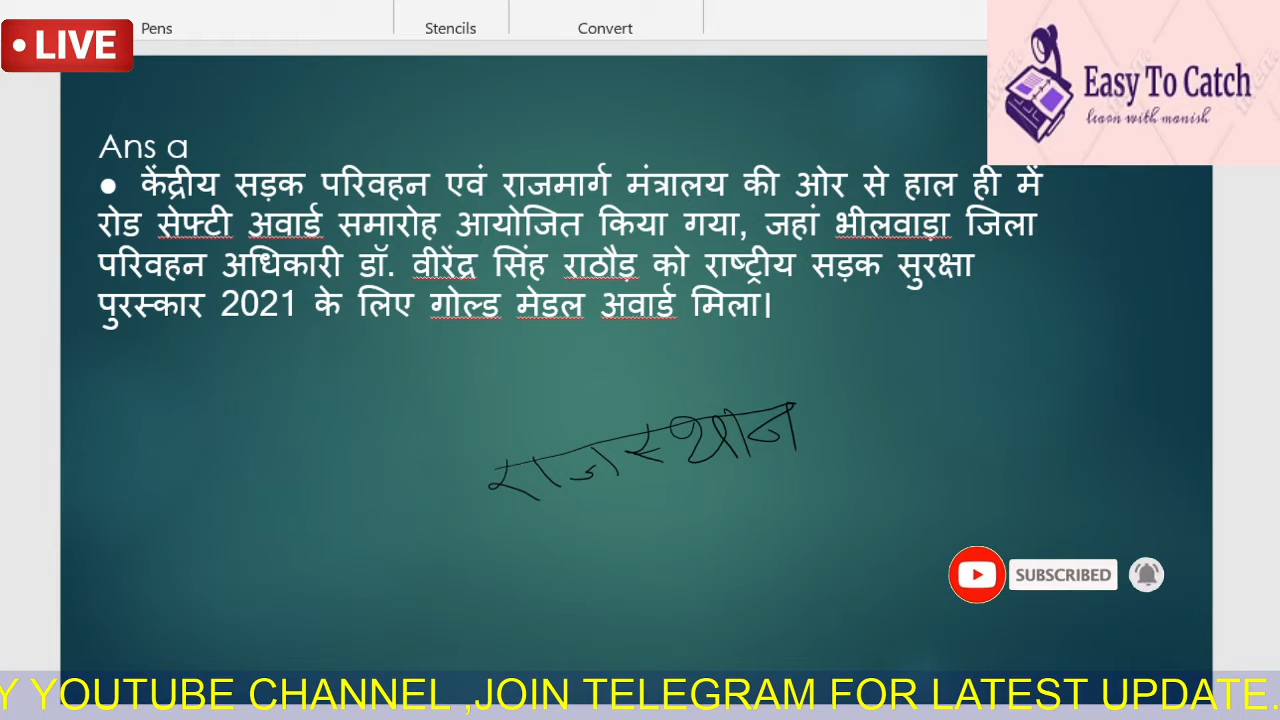 Pens Stencils Convert
• LIVE
Easy To Catch
learn with manish
Ans a
● केंद्रीय सड़क परिवहन एवं राजमार्ग मंत्रालय की ओर से हाल ही में
रोड सेफ्टी अवार्ड समारोह आयोजित किया गया, जहां भीलवाड़ा जिला
परिवहन अधिकारी डॉ. वीरेंद्र सिंह राठौड़ को राष्ट्रीय सड़क सुरक्षा
पुरस्कार 2021 के लिए गोल्ड मेडल अवार्ड मिला।
राजस्थान
SUBSCRIBED
Y YOUTUBE CHANNEL ,JOIN TELEGRAM FOR LATEST UPDATE.